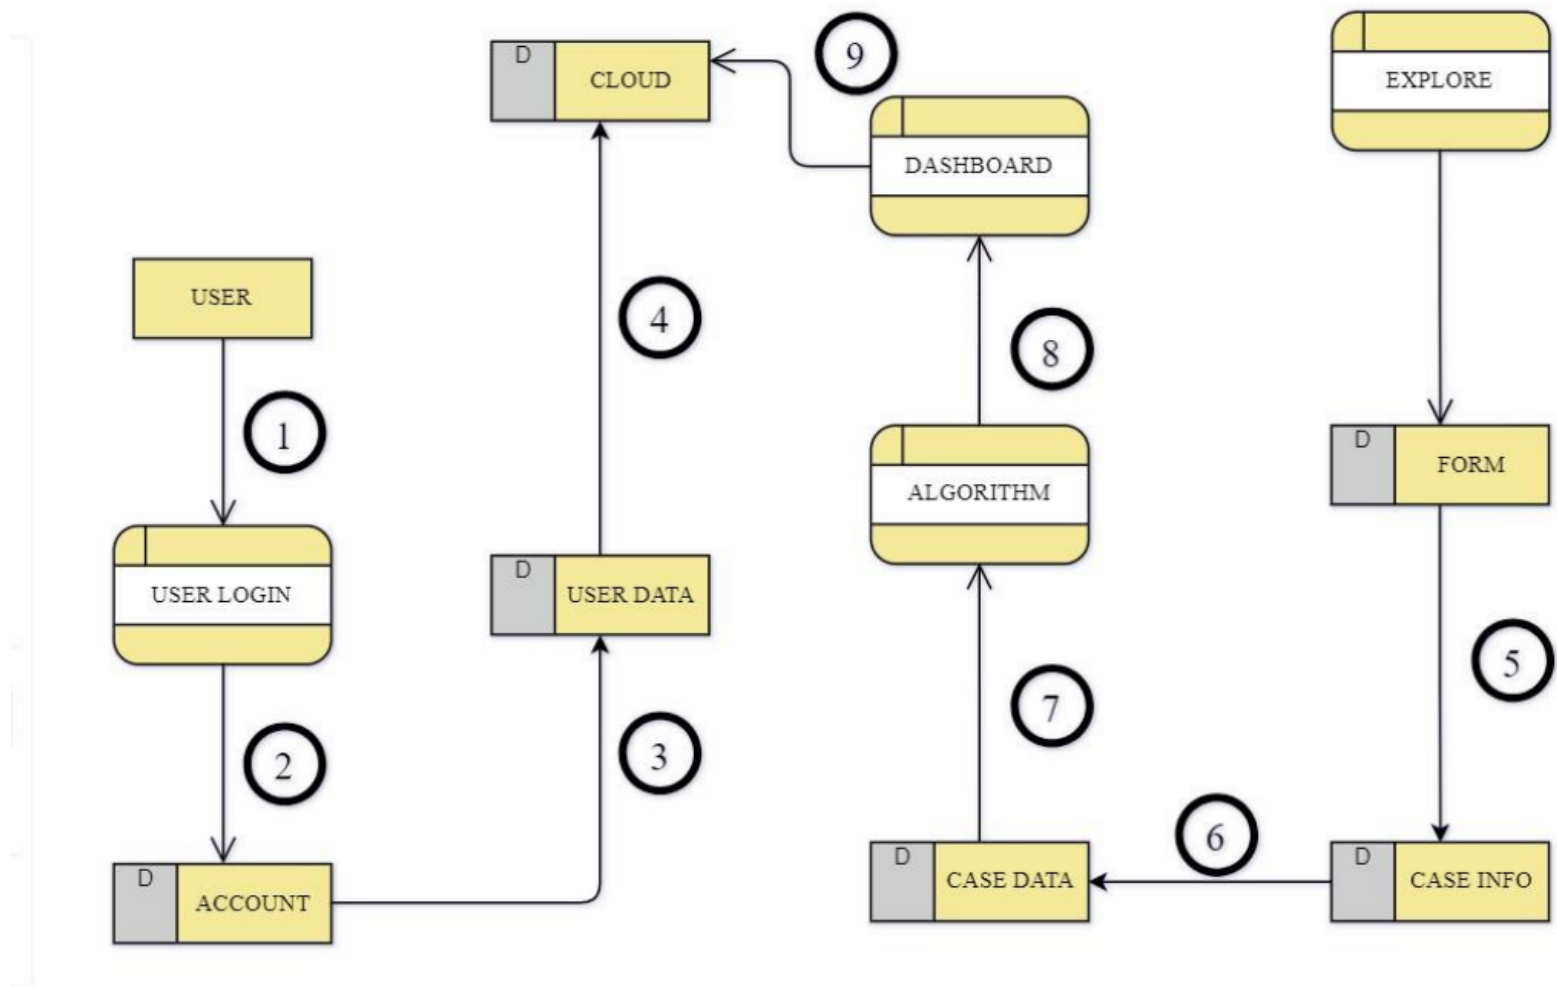 D
CLOUD
9
EXPLORE
DASHBOARD
USER
4
8
1
D
FORM
ALGORITHM
D
USER DATA
USER LOGIN
5
7
3
2
6
D
CASE DATA
D
CASE INFO
D
ACCOUNT